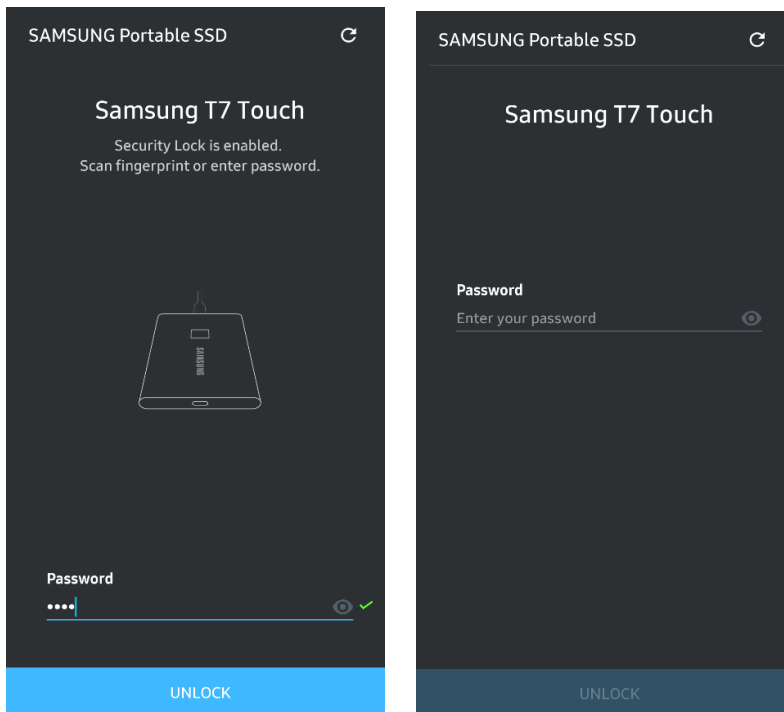 SAMSUNG Portable SSD
Samsung T7 Touch
Security Lock is enabled.
Scan fingerprint or enter password.
SAMSUNG
Password
••••
UNLOCK
SAMSUNG Portable SSD
Samsung T7 Touch
Password
Enter your password
UNLOCK